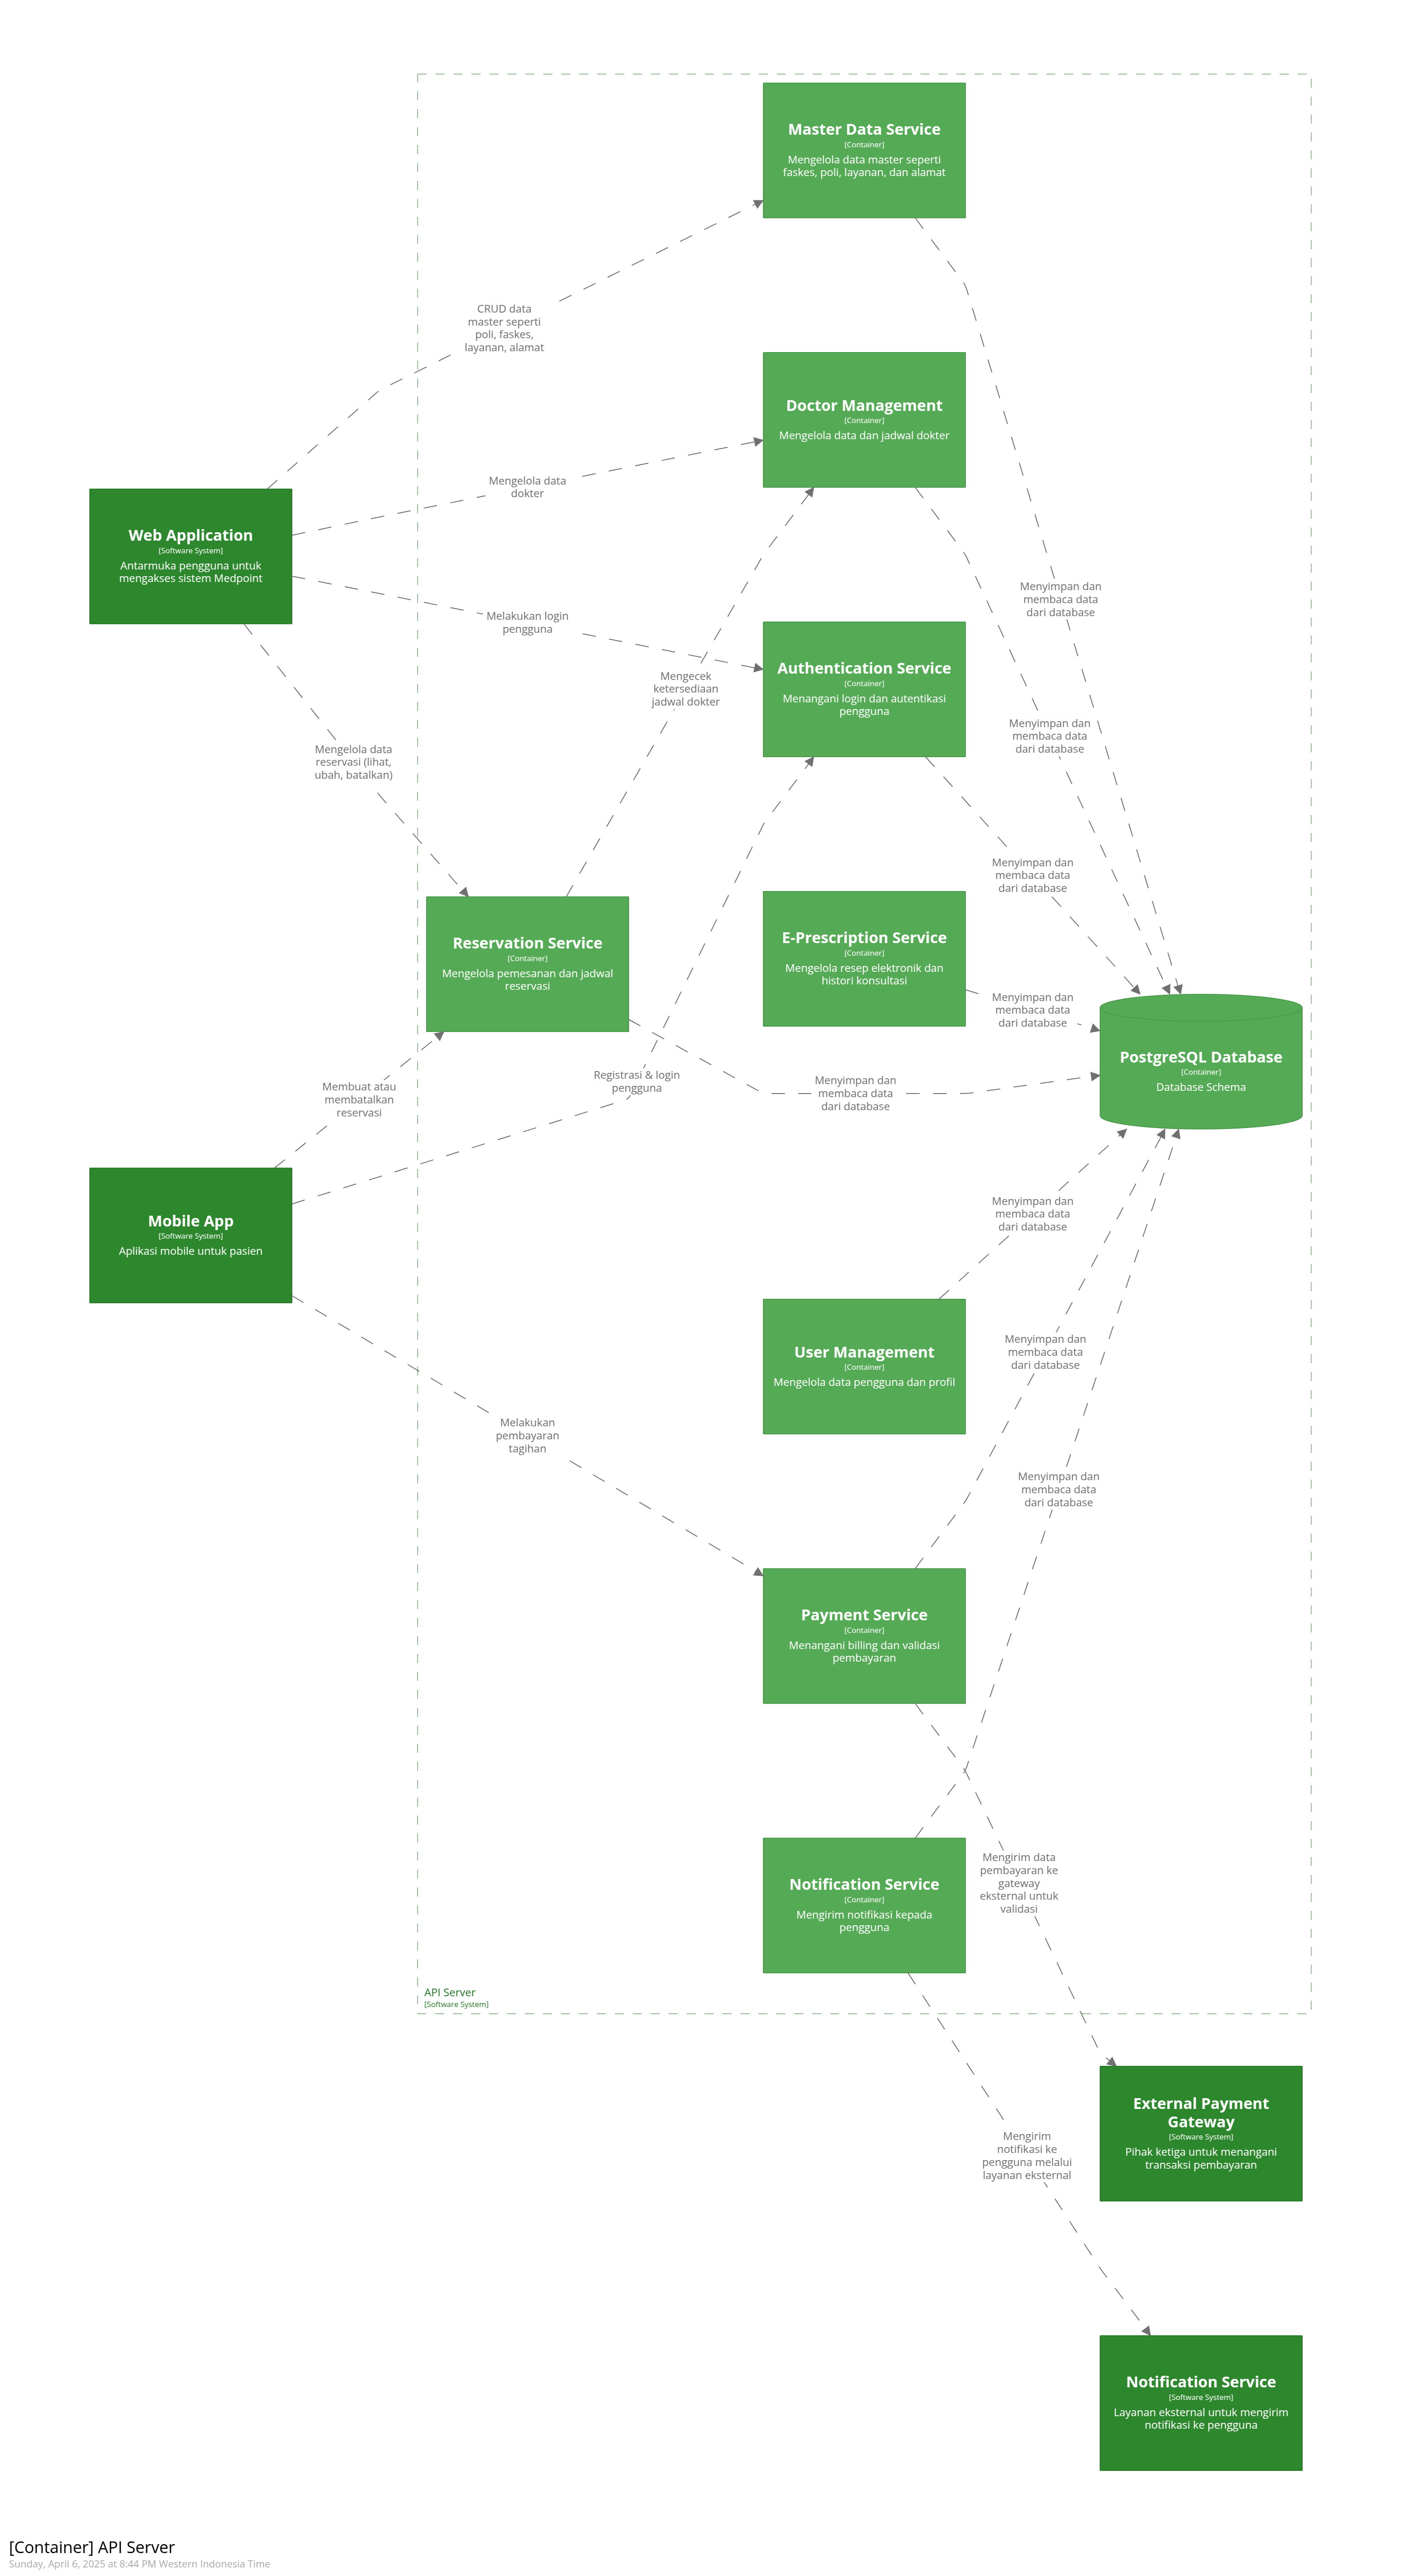 Master Data Service
[Container]
Mengelola data master seperti
faskes, poli, layanan, dan alamat
CRUD data
master seperti
poli, faskes,
layanan, alamat
Doctor Management
[Container]
Mengelola data dan jadwal dokter
Mengelola data
dokter
Web Application
[Software System]
Antarmuka pengguna untuk
mengakses sistem Medpoint
Menyimpan dan
membaca data
dari database
Melakukan login
pengguna
Authentication Service
[Container]
Menangani login dan autentikasi
pengguna
Mengecek
ketersediaan
jadwal dokter
Menyimpan dan
membaca data
dari database
Mengelola data
reservasi (lihat,
ubah, batalkan)
Menyimpan dan
membaca data
dari database
Reservation Service
[Container]
Mengelola pemesanan dan jadwal
reservasi
E-Prescription Service
[Container]
Mengelola resep elektronik dan
histori konsultasi
Menyimpan dan
membaca data
dari database
PostgreSQL Database
[Container]
Database Schema
Membuat atau
membatalkan
reservasi
Registrasi & login
pengguna
Menyimpan dan
membaca data
dari database
Mobile App
[Software System]
Aplikasi mobile untuk pasien
Menyimpan dan
membaca data
dari database
User Management
[Container]
Mengelola data pengguna dan profil
Menyimpan dan
membaca data
dari database
Melakukan
pembayaran
tagihan
Menyimpan dan
membaca data
dari database
Payment Service
[Container]
Menangani billing dan validasi
pembayaran
Notification Service
[Container]
Mengirim notifikasi kepada
pengguna
Mengirim data
pembayaran ke
gateway
eksternal untuk
validasi
API Server
[Software System]
External Payment
Gateway
[Software System]
Pihak ketiga untuk menangani
transaksi pembayaran
Mengirim
notifikasi ke
pengguna melalui
layanan eksternal
Notification Service
[Software System]
Layanan eksternal untuk mengirim
notifikasi ke pengguna
[Container] API Server
Sunday, April 6, 2025 at 8:44 PM Western Indonesia Time